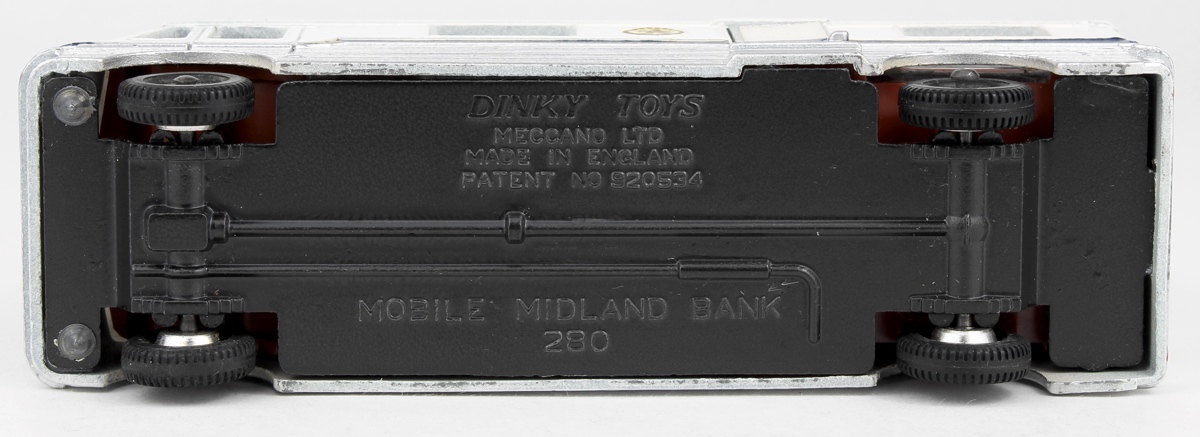 DINKY TOYS
MECCANO LTD
MADE IN ENGLAND
PATENT NO 920534
MOBILE MIDLAND BANK
280